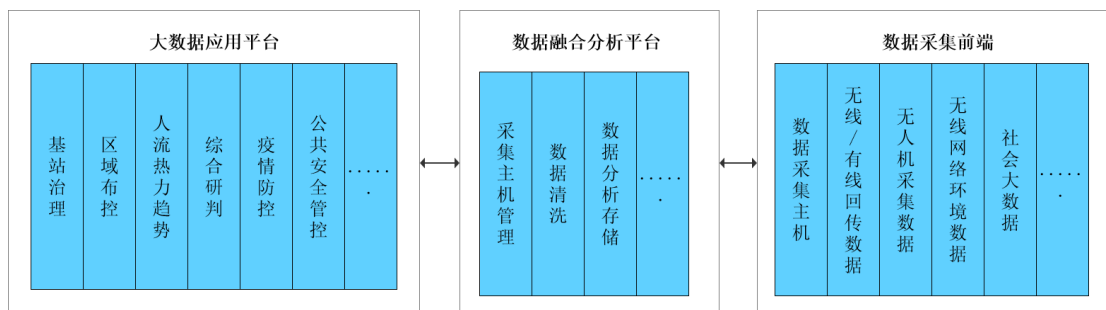 大数据应用平台
基站治理
区域布控
人流热力趋势
综合研判
疫情防控
公共安全管控
......
数据融合分析平台
采集主机管理
数据清洗
数据分析存储
......
数据采集前端
数据采集主机
无线/有线回传数据
无人机采集数据
无线网络环境数据
社会大数据
......